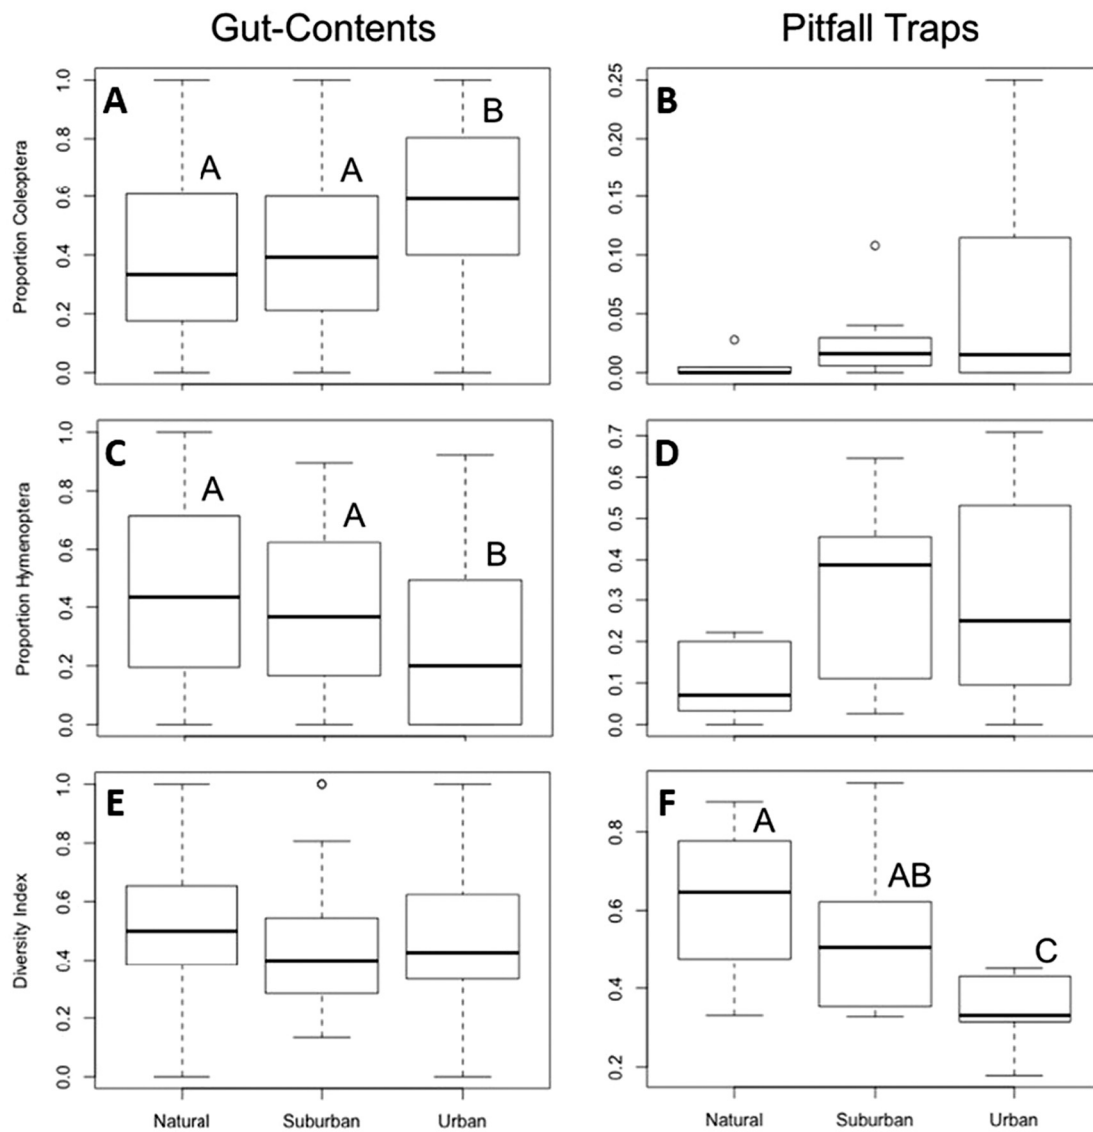 Gut-Contents
Pitfall Traps
A
A
A
B
Proportion Coleoptera
0.0 0.2 0.4 0.6 0.8 1.0
B
0.00 0.05 0.10 0.15 0.20 0.25
C
A
A
B
Proportion Hymenoptera
0.0 0.2 0.4 0.6 0.8 1.0
D
0.0 0.1 0.2 0.3 0.4 0.5 0.6 0.7
E
Diversity Index
0.0 0.2 0.4 0.6 0.8 1.0
Natural Suburban Urban
F
A
AB
C
0.2 0.4 0.6 0.8
Natural Suburban Urban